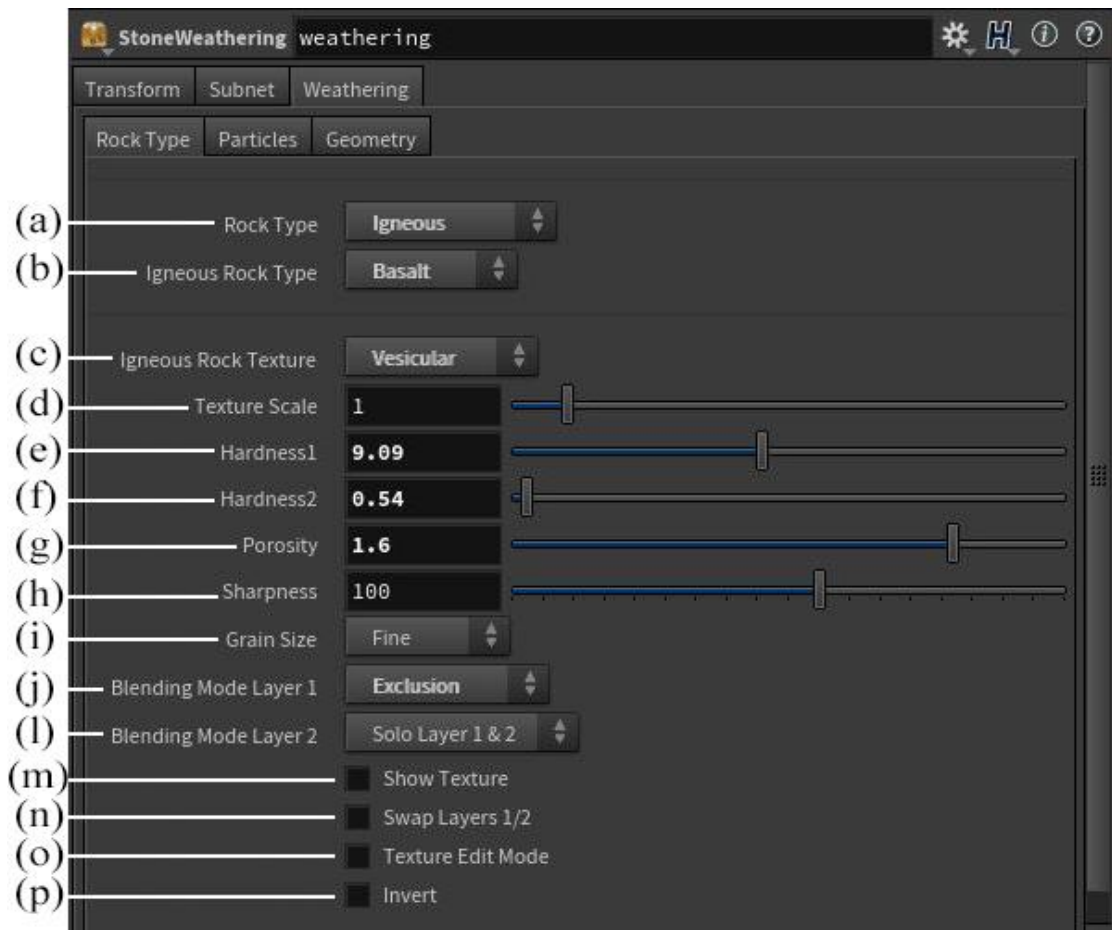 StoneWeathering weathering
Transform Subnet Weathering
Rock Type Particles Geometry
(a) Rock Type Igneous
(b) Igneous Rock Type Basalt
(c) Igneous Rock Texture Vesicular
(d) Texture Scale 1
(e) Hardness1 9.09
(f) Hardness2 0.54
(g) Porosity 1.6
(h) Sharpness 100
(i) Grain Size Fine
(j) Blending Mode Layer 1 Exclusion
(l) Blending Mode Layer 2 Solo Layer 1 & 2
(m) Show Texture
(n) Swap Layers 1/2
(o) Texture Edit Mode
(p) Invert